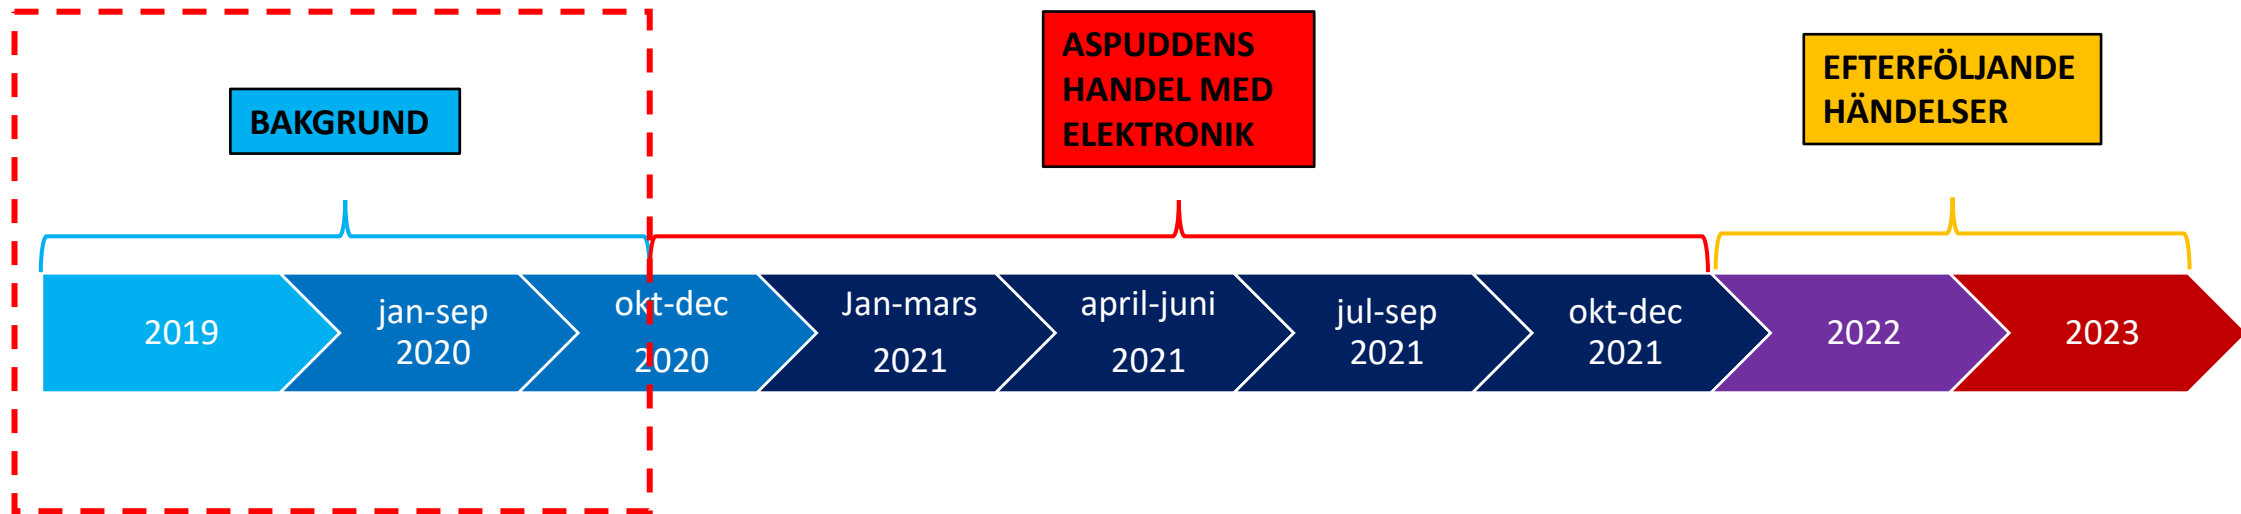 BAKGRUND
ASPUDDENS
HANDEL MED
ELEKTRONIK
EFTERFÖLJANDE
HÄNDELSER
2019
jan-sep
2020
okt-dec
2020
Jan-mars
2021
april-juni
2021
jul-sep
2021
okt-dec
2021
2022
2023